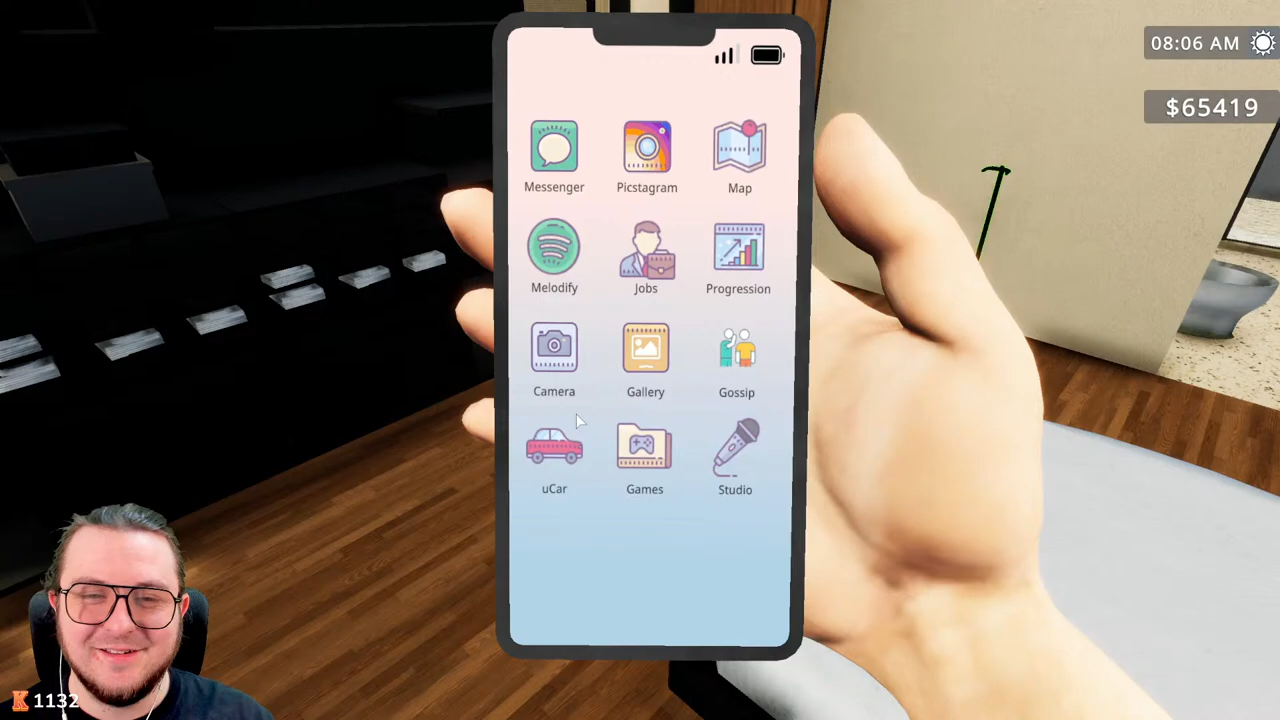 08:06 AM
$65419
Messenger Picstagram Map
Melodify Jobs Progression
Camera Gallery Gossip
uCar Games Studio
K 1132